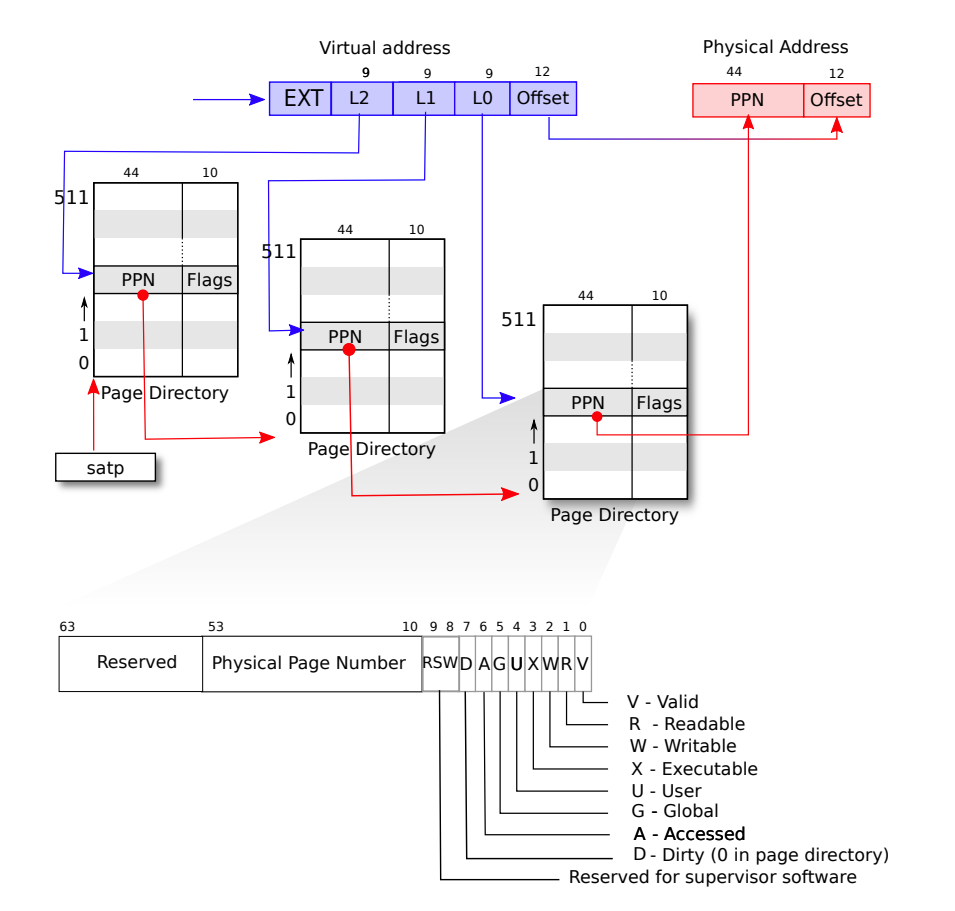 Virtual address
Physical Address
9 9 9 12
44 12
EXT L2 L1 L0 Offset
PPN Offset
44 10
511
PPN Flags
1
0
Page Directory
satp
44 10
511
PPN Flags
1
0
Page Directory
44 10
511
PPN Flags
1
0
Page Directory
63 53 10 9 8 7 6 5 4 3 2 1 0
Reserved Physical Page Number RSW D A G U X W R V
V - Valid
R - Readable
W - Writable
X - Executable
U - User
G - Global
A - Accessed
D - Dirty (0 in page directory)
Reserved for supervisor software